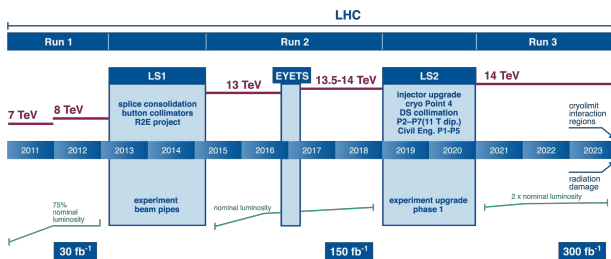 LHC
Run 1
Run 2
Run 3
LS1
EYETS
LS2
13 TeV
13.5-14 TeV
14 TeV
7 TeV
8 TeV
splice consolidation
button collimators
R2E project
injector upgrade
cryo Point 4
DS collimation
P2–P7(11 T dip.)
Civil Eng. P1-P5
cryolimit
interaction
regions
2011
2012
2013
2014
2015
2016
2017
2018
2019
2020
2021
2022
2023
radiation
damage
75%
nominal
luminosity
experiment
beam pipes
nominal luminosity
experiment upgrade
phase 1
2 x nominal luminosity
30 fb⁻¹
150 fb⁻¹
300 fb⁻¹